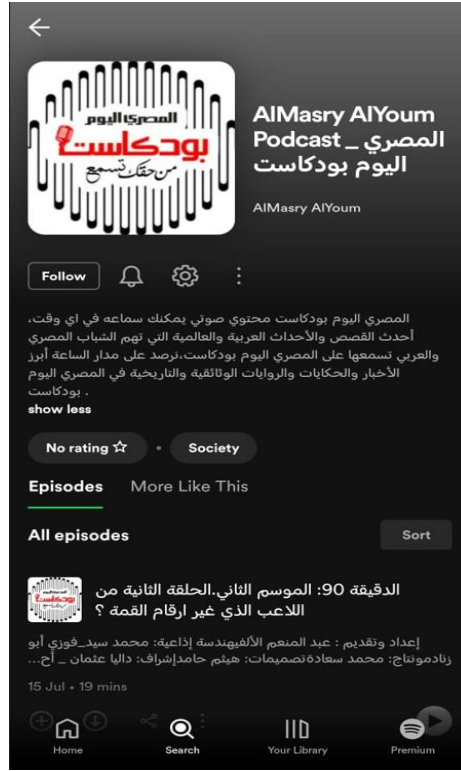 المصري اليوم
بودكاست
من حقك تسمع
AlMasry AlYoum
Podcast _ المصري
اليوم بودكاست
AlMasry AlYoum
Follow
المصري اليوم بودكاست محتوي صوتي يمكنك سماعه في اي وقت،
أحدث القصص والأحداث العربية والعالمية التي تهم الشباب المصري
والعربي تسمعها على المصري اليوم بودكاست،نرصد على مدار الساعة أبرز
الأخبار والحكايات والروايات الوثائقية والتاريخية في المصري اليوم
بودكاست .
show less
No rating
Society
Episodes
More Like This
All episodes
Sort
الدقيقة 90: الموسم الثاني.الحلقة الثانية من
اللاعب الذي غير ارقام القمة ؟
إعداد وتقديم : عبد المنعم الألفيهندسة إذاعية: محمد سيد_فوزي أبو
زنادمونتاج: محمد سعادةتصميمات: هيثم حامدإشراف: داليا عثمان _ أح...
15 Jul • 19 mins
Home
Search
Your Library
Premium